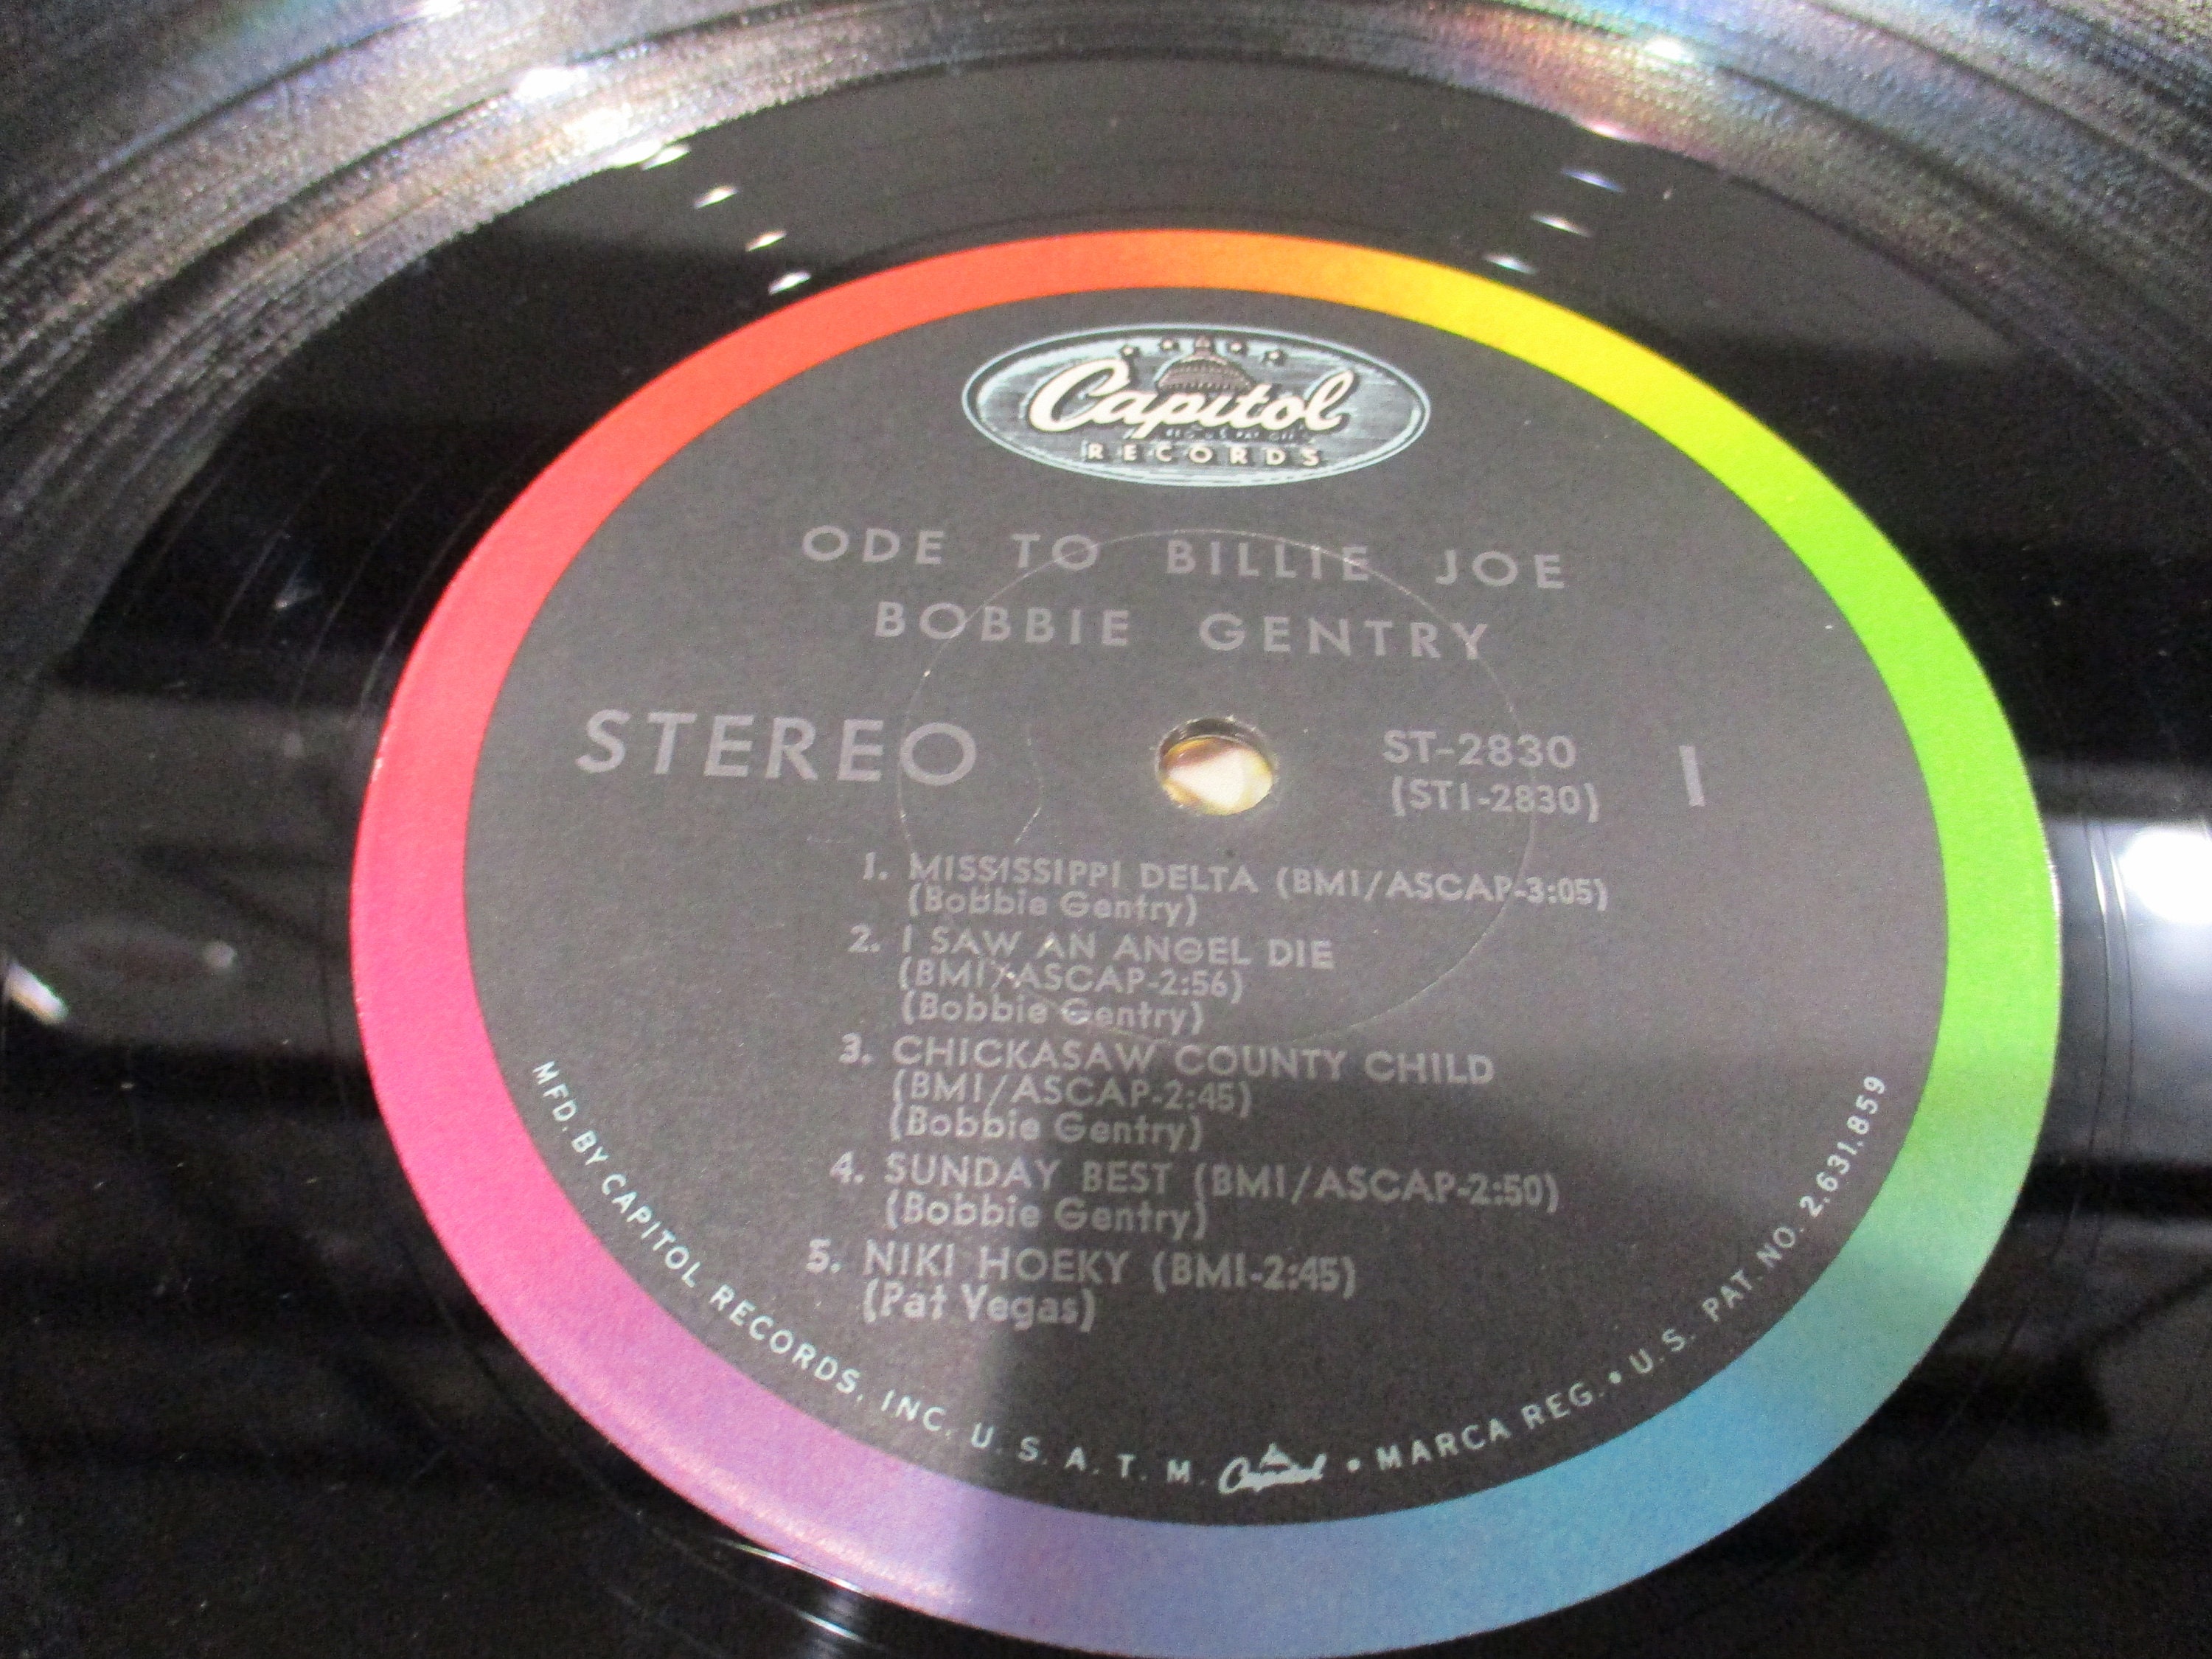 Capitol
RECORDS
ODE TO BILLIE JOE
BOBBIE GENTRY
STEREO
ST-2830
(ST1-2830)
1
1. MISSISSIPPI DELTA (BMI/ASCAP-3:05)
(Bobbie Gentry)
2. I SAW AN ANGEL DIE
(BMI/ASCAP-2:56)
(Bobbie Gentry)
3. CHICKASAW COUNTY CHILD
(BMI/ASCAP-2:45)
(Bobbie Gentry)
4. SUNDAY BEST (BMI/ASCAP-2:50)
(Bobbie Gentry)
5. NIKI HOEKY (BMI-2:45)
(Pat Vegas)
MFD. BY CAPITOL RECORDS, INC. U. S. A. T. M. Capitol • MARCA REG. • U.S. PAT. NO. 2,631,859